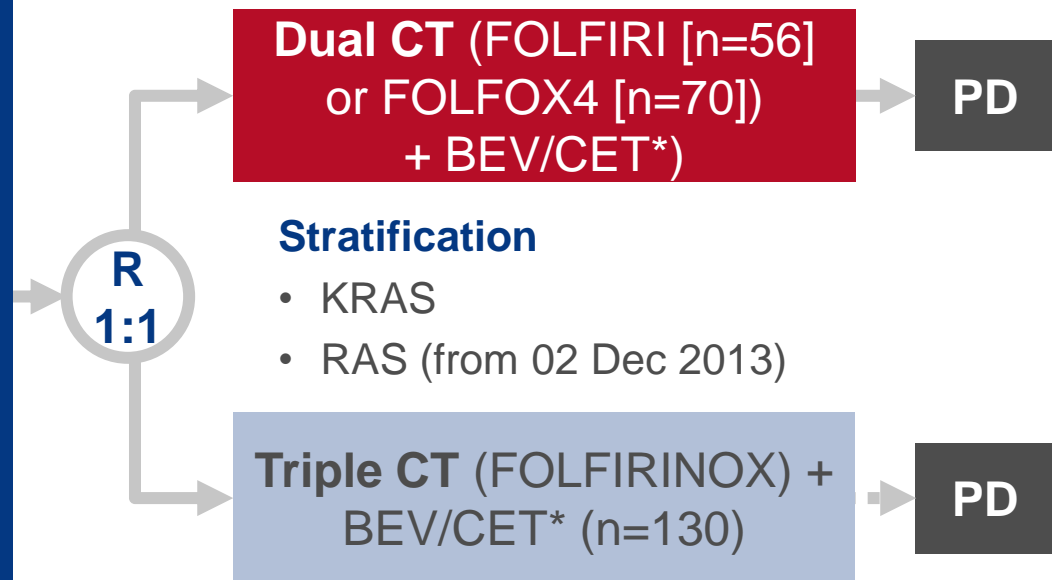 Dual CT (FOLFIRI [n=56]
or FOLFOX4 [n=70])
+ BEV/CET*)
PD
R
1:1
Stratification
• KRAS
• RAS (from 02 Dec 2013)
Triple CT (FOLFIRINOX) +
BEV/CET* (n=130)
PD